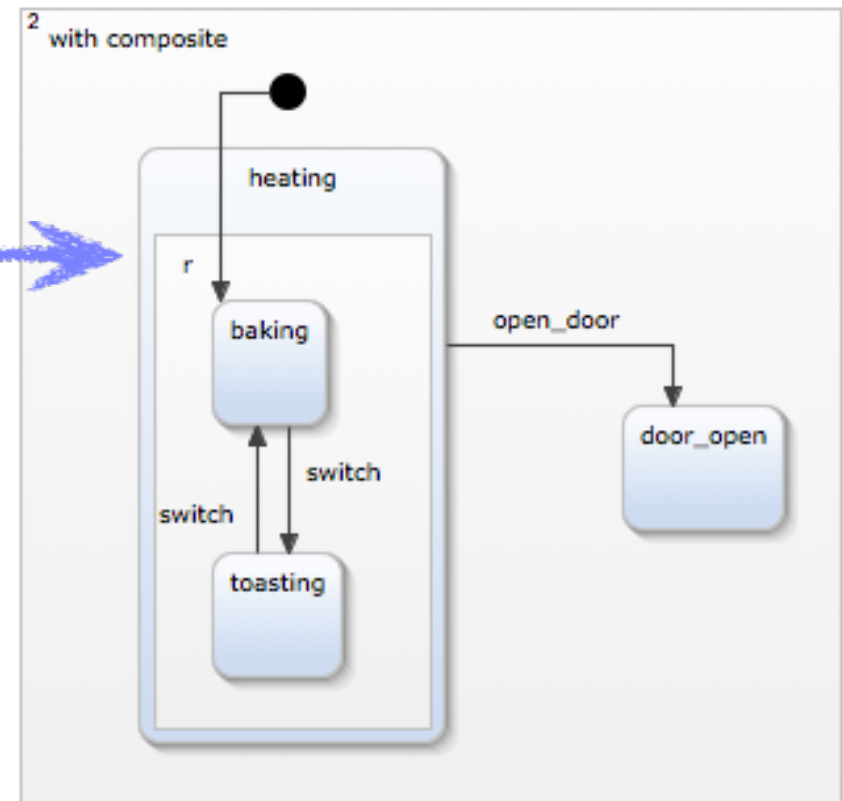 2
with composite
heating
r
baking
open_door
door_open
switch
switch
toasting